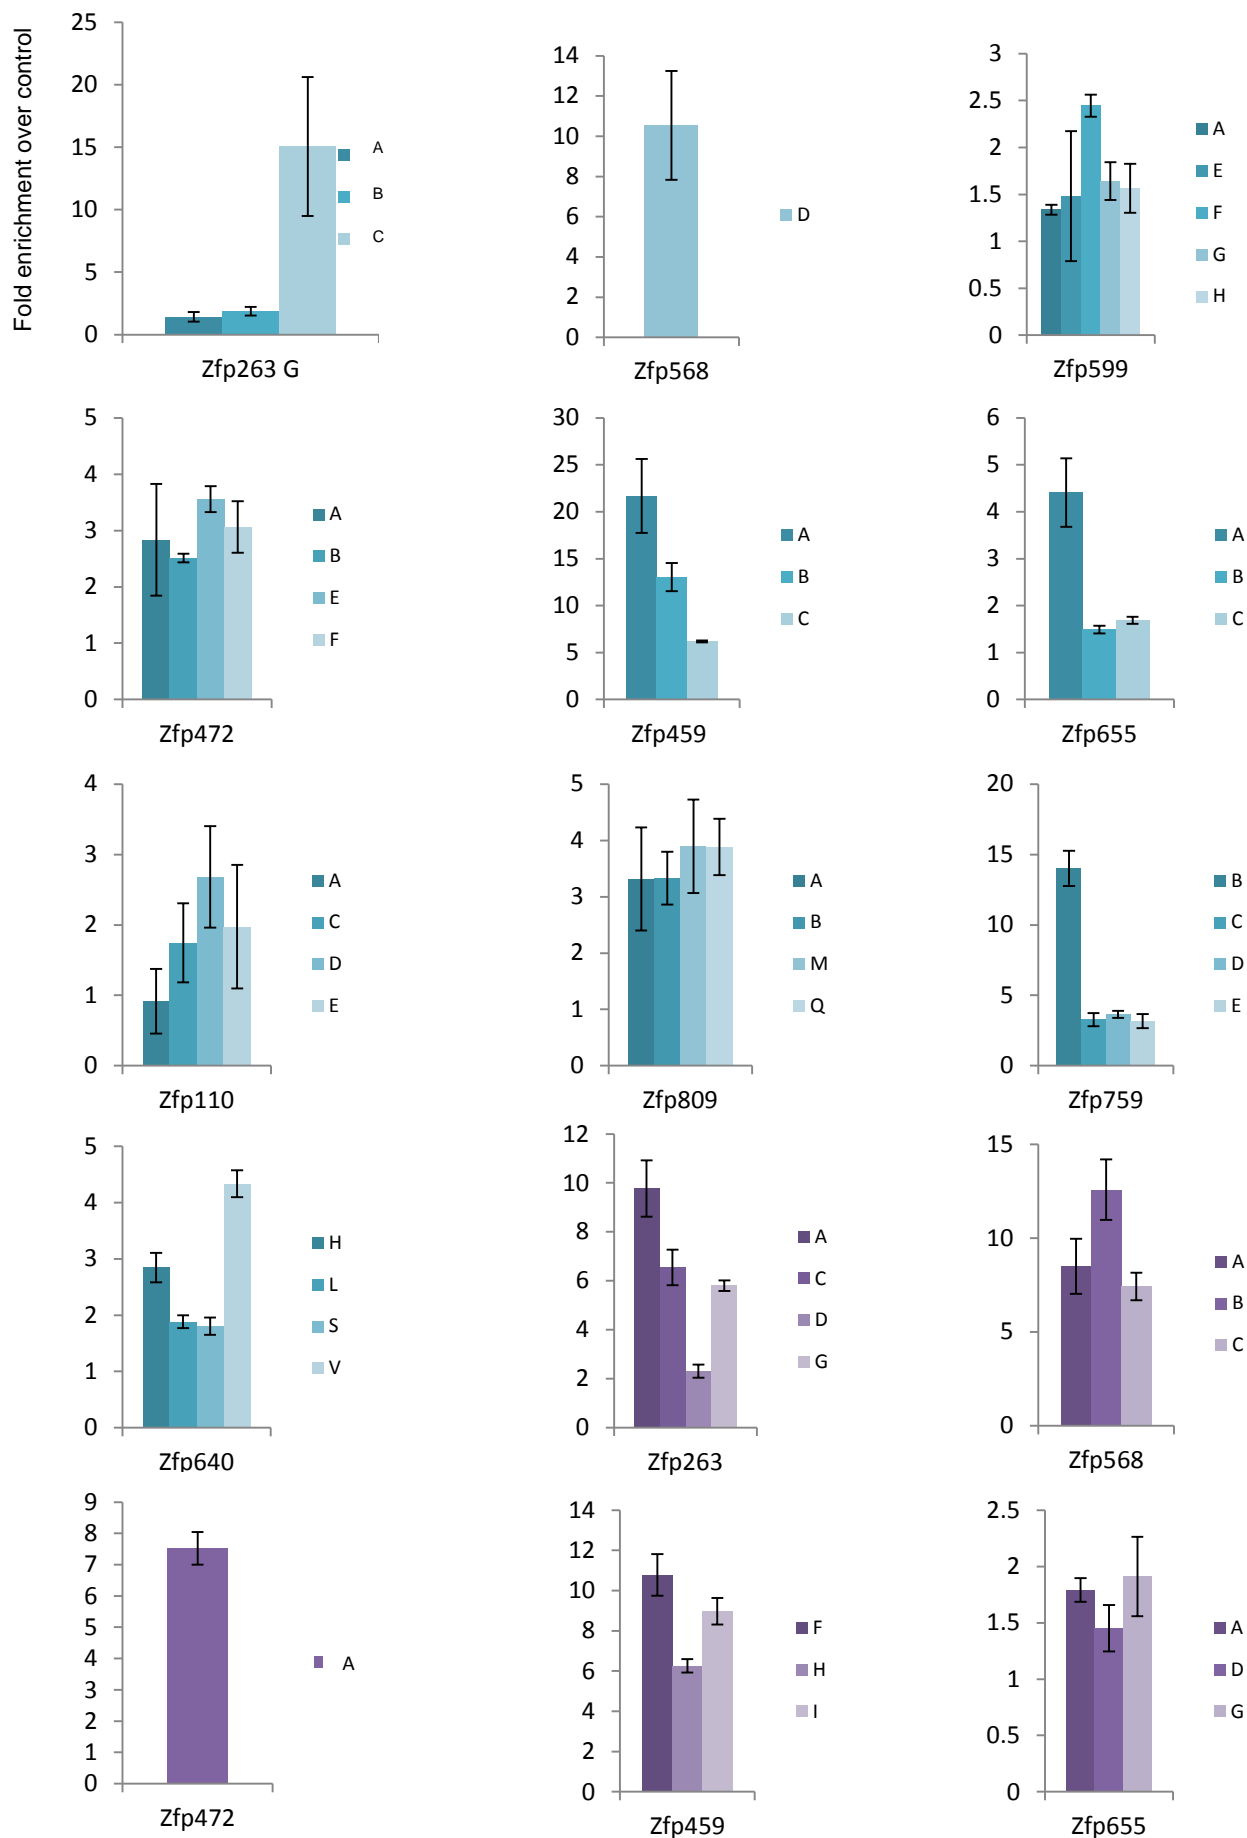 Fold enrichment over control
25
20
15
10
5
0
A
B
C
Zfp263 G
14
12
10
8
6
4
2
0
D
Zfp568
3
2.5
2
1.5
1
0.5
0
A
E
F
G
H
Zfp599
5
4
3
2
1
0
A
B
E
F
Zfp472
30
25
20
15
10
5
0
A
B
C
Zfp459
6
5
4
3
2
1
0
A
B
C
Zfp655
4
3
2
1
0
A
C
D
E
Zfp110
5
4
3
2
1
0
A
B
M
Q
Zfp809
20
15
10
5
0
B
C
D
E
Zfp759
5
4
3
2
1
0
H
L
S
V
Zfp640
12
10
8
6
4
2
0
A
C
D
G
Zfp263
15
10
5
0
A
B
C
Zfp568
9
8
7
6
5
4
3
2
1
0
A
Zfp472
14
12
10
8
6
4
2
0
F
H
I
Zfp459
2.5
2
1.5
1
0.5
0
A
D
G
Zfp655